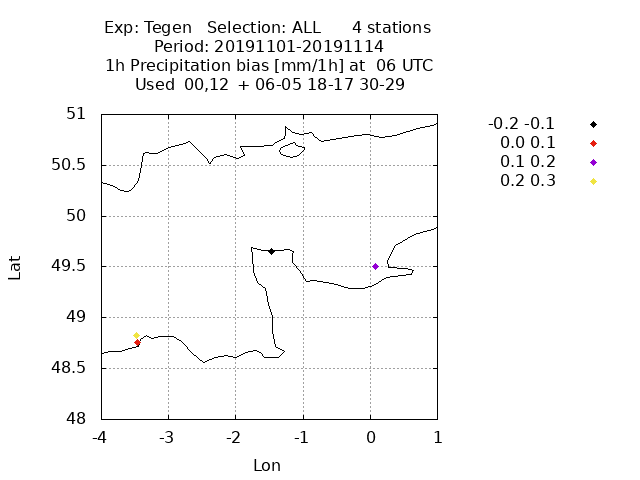 Exp: Tegen   Selection: ALL      4 stations
Period: 20191101-20191114
1h Precipitation bias [mm/1h] at  06 UTC
Used  00,12  + 06-05 18-17 30-29
-0.2 -0.1
0.0 0.1
0.1 0.2
0.2 0.3
51
50.5
50
49.5
49
48.5
48
Lat
-4 -3 -2 -1 0 1
Lon